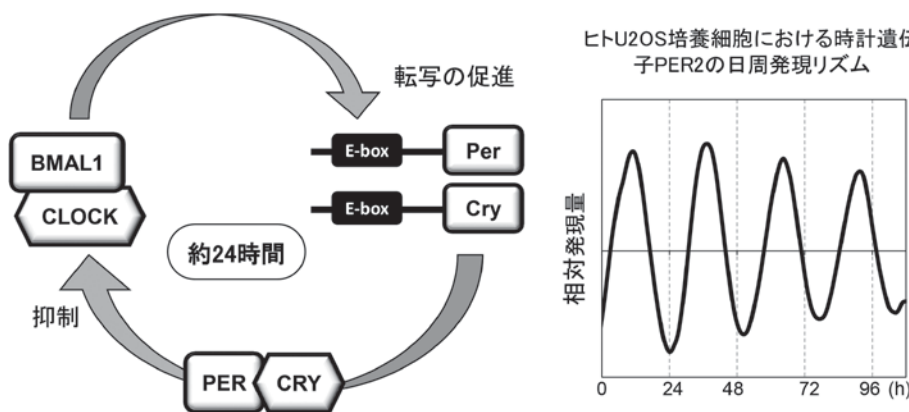 転写の促進
BMAL1
CLOCK
E-box
Per
E-box
Cry
約24時間
抑制
PER
CRY
ヒトU2OS培養細胞における時計遺伝
子PER2の日周発現リズム
相対発現量
0 24 48 72 96 (h)